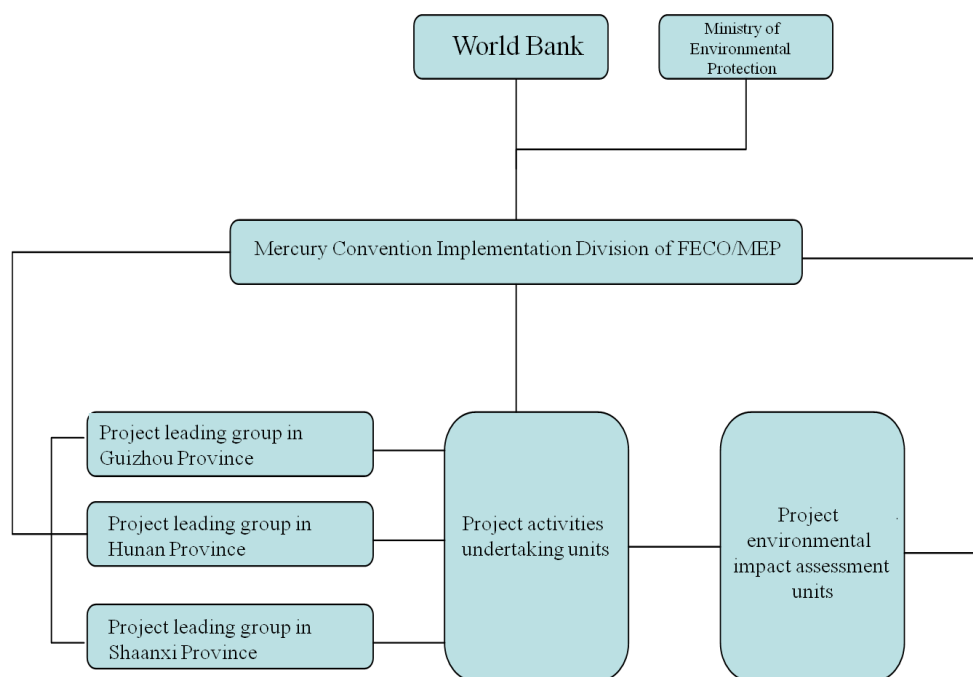 World Bank
Ministry of
Environmental
Protection
Mercury Convention Implementation Division of FECO/MEP
Project leading group in
Guizhou Province
Project leading group in
Hunan Province
Project leading group in
Shaanxi Province
Project activities
undertaking units
Project
environmental
impact assessment
units